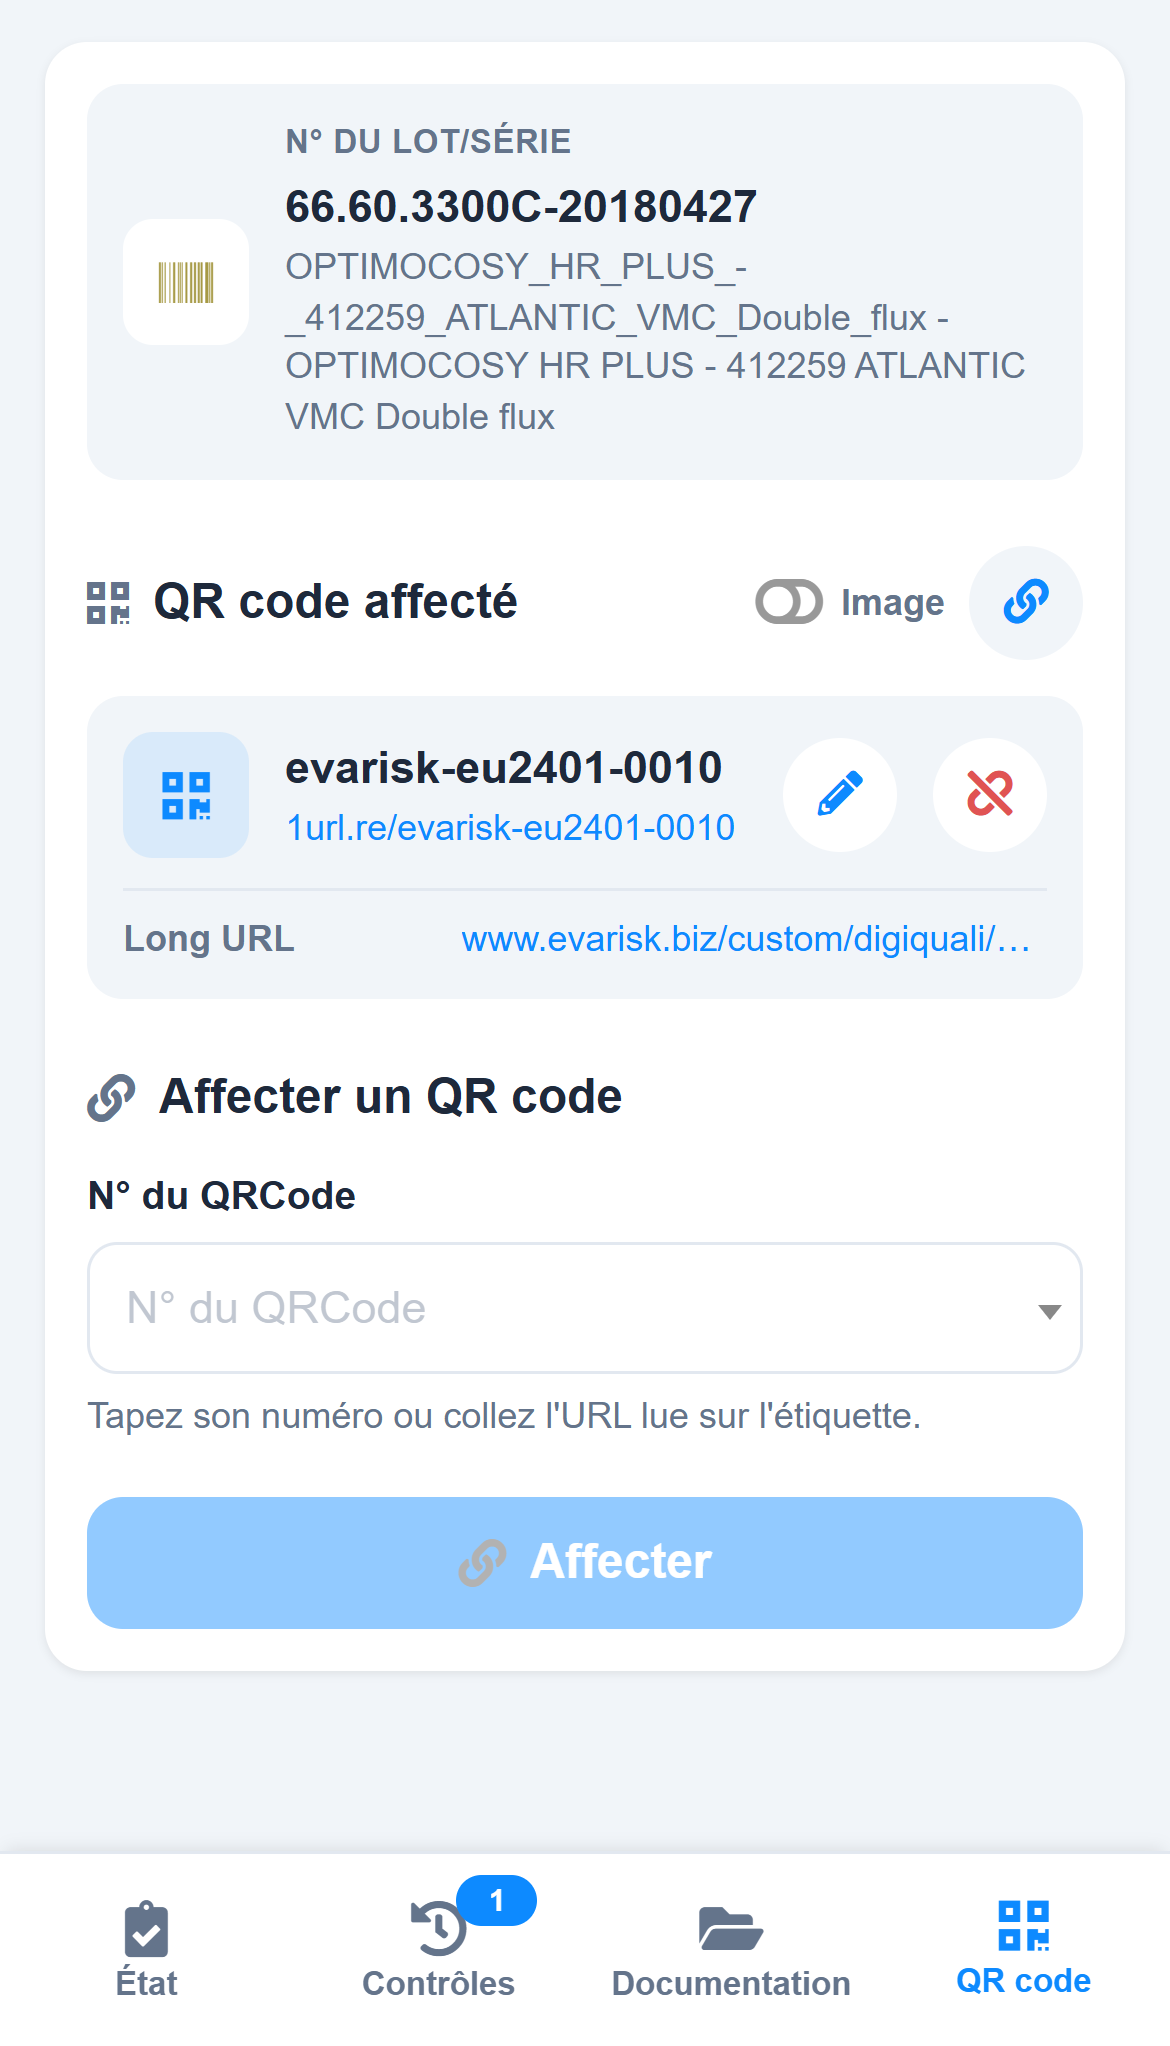 N° DU LOT/SÉRIE
66.60.3300C-20180427
OPTIMOCOSY_HR_PLUS_-
_412259_ATLANTIC_VMC_Double_flux -
OPTIMOCOSY HR PLUS - 412259 ATLANTIC
VMC Double flux
QR code affecté
Image
evarisk-eu2401-0010
1url.re/evarisk-eu2401-0010
Long URL
www.evarisk.biz/custom/digiquali/…
Affecter un QR code
N° du QRCode
N° du QRCode
Tapez son numéro ou collez l'URL lue sur l'étiquette.
Affecter
1
État
Contrôles
Documentation
QR code